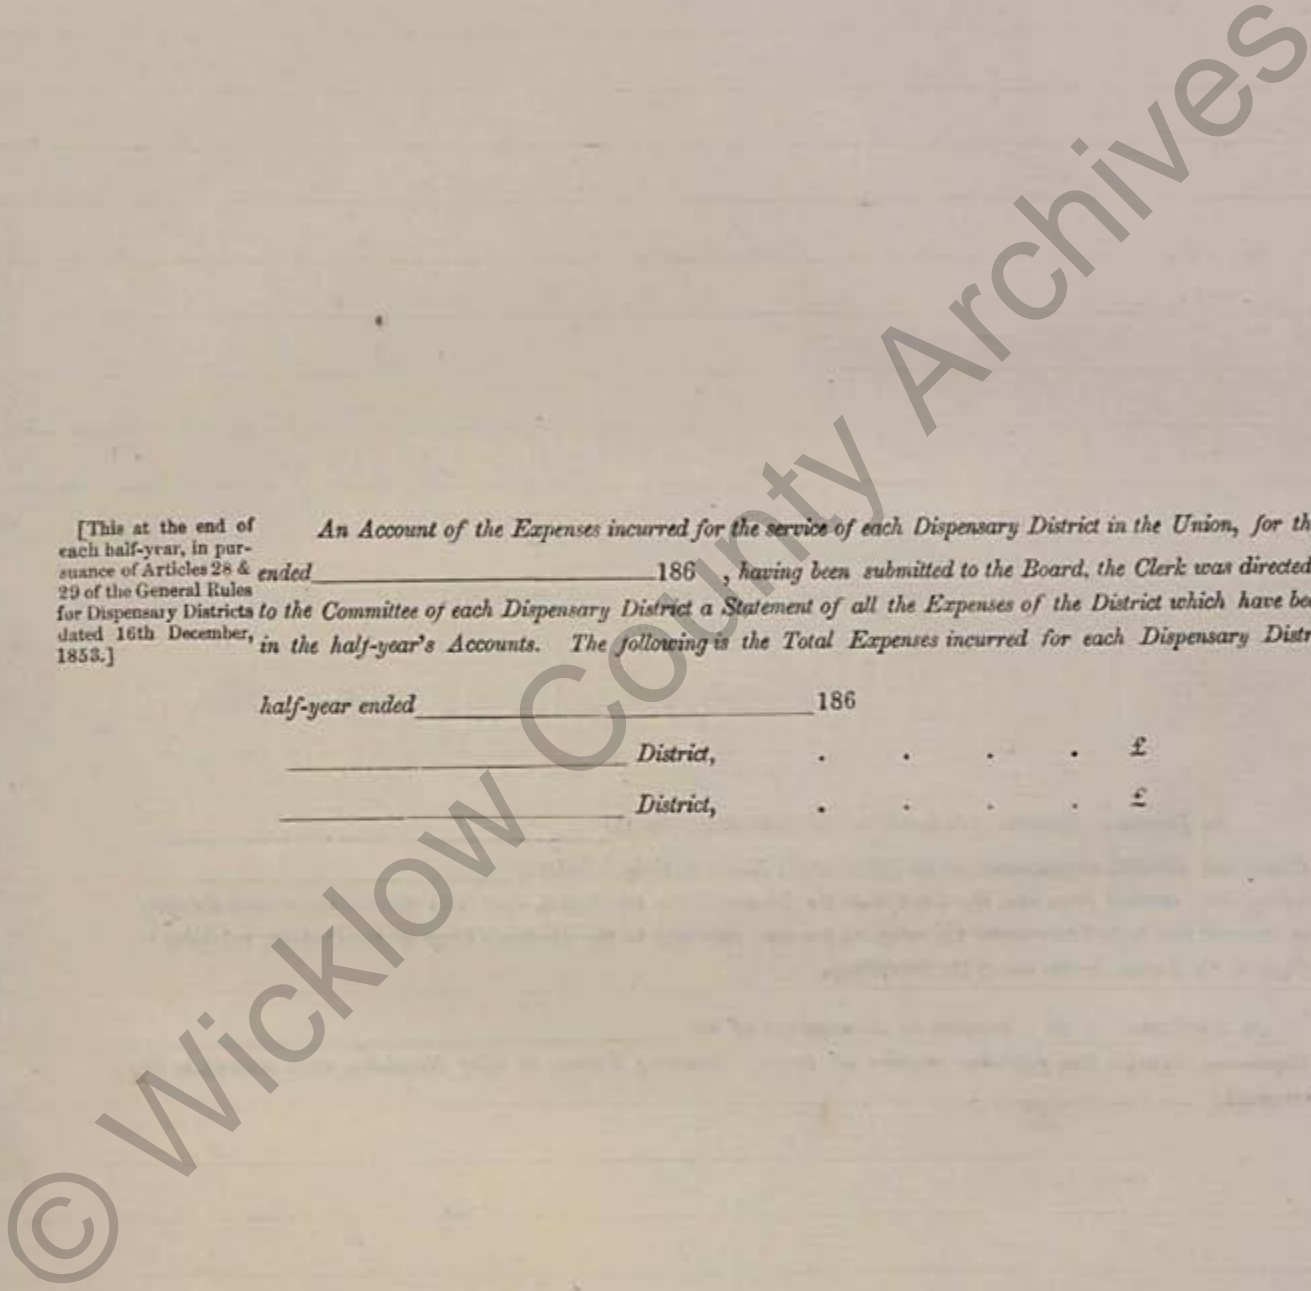 [This at the end of
each half-year, in pur-
suance of Articles 28 &
29 of the General Rules
for Dispensary Districts
dated 16th December,
1853.]
An Account of the Expenses incurred for the service of each Dispensary District in the Union, for th
ended 186 , having been submitted to the Board, the Clerk was directed
to the Committee of each Dispensary District a Statement of all the Expenses of the District which have be
in the half-year's Accounts. The following is the Total Expenses incurred for each Dispensary Distr
half-year ended 186
District, . . . . £
District, . . . . £
© Wicklow County Archives